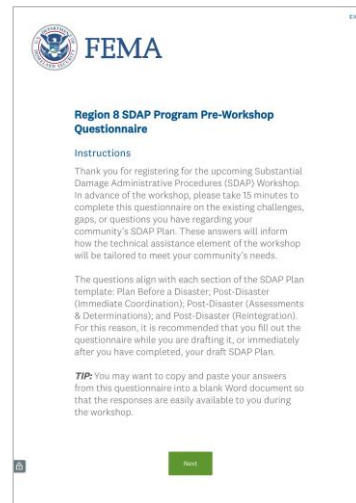 FEMA
Region 8 SDAP Program Pre-Workshop
Questionnaire
Instructions
Thank you for registering for the upcoming Substantial
Damage Administrative Procedures (SDAP) Workshop.
In advance of the workshop, please take 15 minutes to
complete this questionnaire on the existing challenges,
gaps, or questions you have regarding your
community's SDAP Plan. These answers will inform
how the technical assistance element of the workshop
will be tailored to meet your community's needs.
The questions align with each section of the SDAP Plan
template: Plan Before a Disaster; Post-Disaster
(Immediate Coordination); Post-Disaster (Assessments
& Determinations); and Post-Disaster (Reintegration).
For this reason, it is recommended that you fill out the
questionnaire while you are drafting it, or immediately
after you have completed, your draft SDAP Plan.
TIP: You may want to copy and paste your answers
from this questionnaire into a blank Word document so
that the responses are easily available to you during
the workshop.
Next